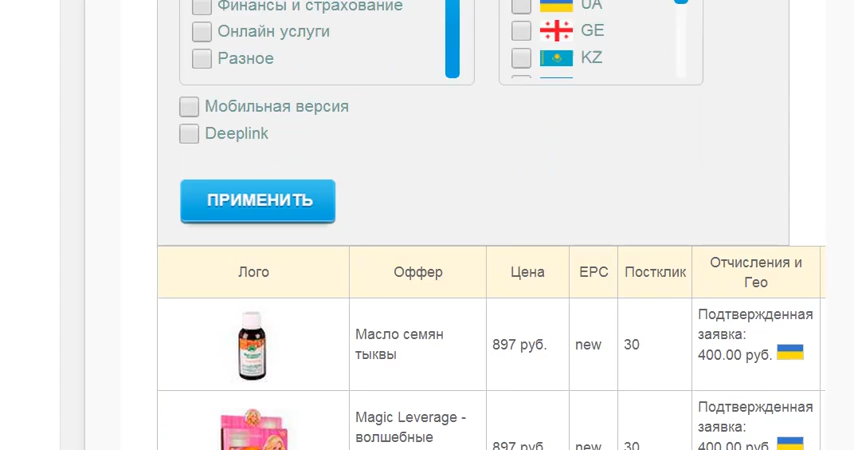 Финансы и страхование
Онлайн услуги
Разное
UA
GE
KZ
Мобильная версия
Deeplink
ПРИМЕНИТЬ
Лого
Оффер
Цена
EPC
Постклик
Отчисления и
Гео
Масло семян
тыквы
897 руб.
new
30
Подтвержденная
заявка:
400.00 руб.
Magic Leverage -
волшебные
897 руб.
new
30
Подтвержденная
заявка:
400.00 руб.